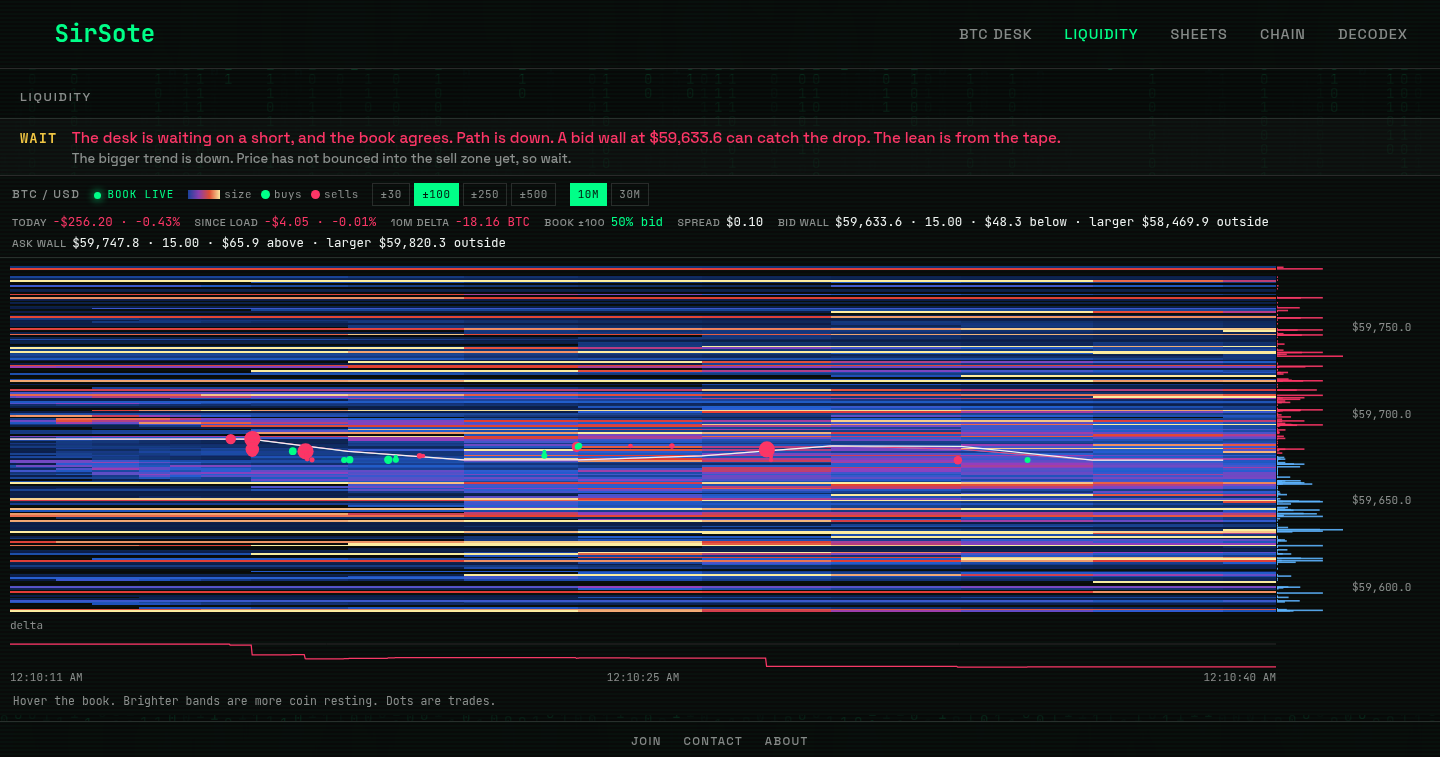 SirSote
BTC DESK LIQUIDITY SHEETS CHAIN DECODEX
LIQUIDITY
WAIT The desk is waiting on a short, and the book agrees. Path is down. A bid wall at $59,633.6 can catch the drop. The lean is from the tape.
The bigger trend is down. Price has not bounced into the sell zone yet, so wait.
BTC / USD BOOK LIVE size buys sells ±30 ±100 ±250 ±500 10M 30M
TODAY -$256.20 · -0.43% SINCE LOAD -$4.05 · -0.01% 10M DELTA -18.16 BTC BOOK ±100 50% bid SPREAD $0.10 BID WALL $59,633.6 · 15.00 · $48.3 below · larger $58,469.9 outside
ASK WALL $59,747.8 · 15.00 · $65.9 above · larger $59,820.3 outside
$59,750.0
$59,700.0
$59,650.0
$59,600.0
delta
12:10:11 AM 12:10:25 AM 12:10:40 AM
Hover the book. Brighter bands are more coin resting. Dots are trades.
JOIN CONTACT ABOUT